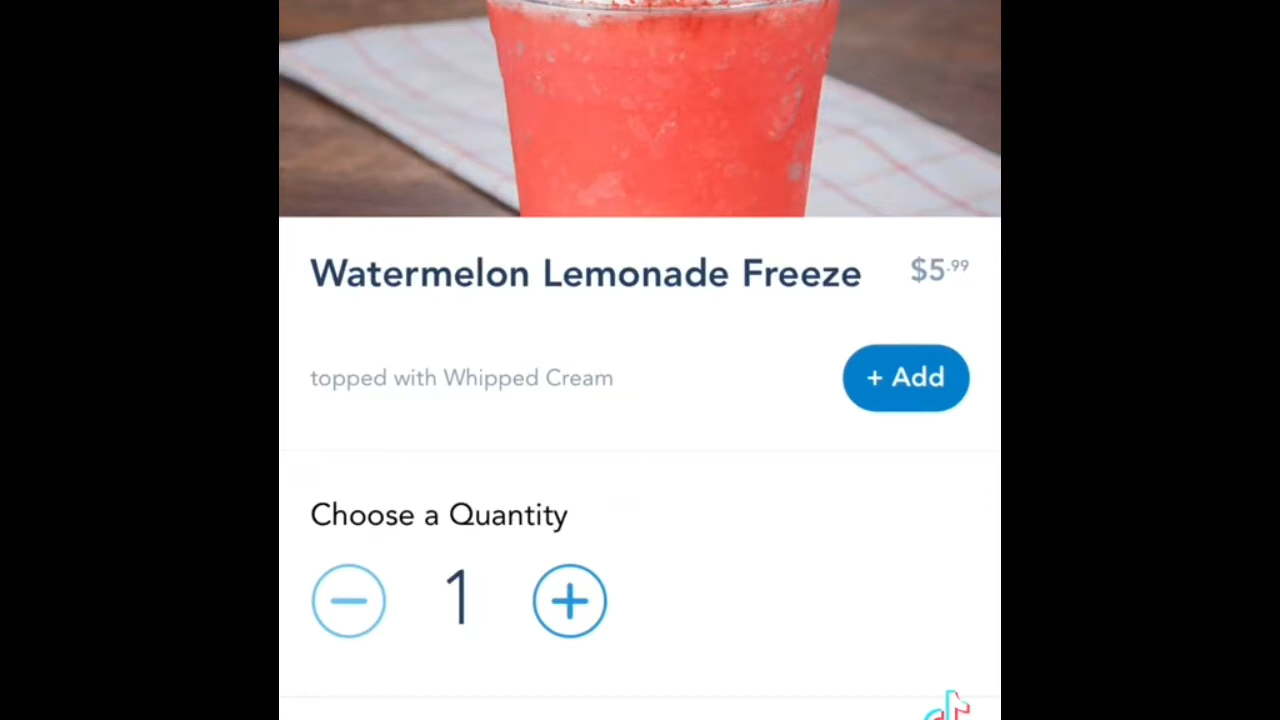 Watermelon Lemonade Freeze $5.99
topped with Whipped Cream + Add
Choose a Quantity
1